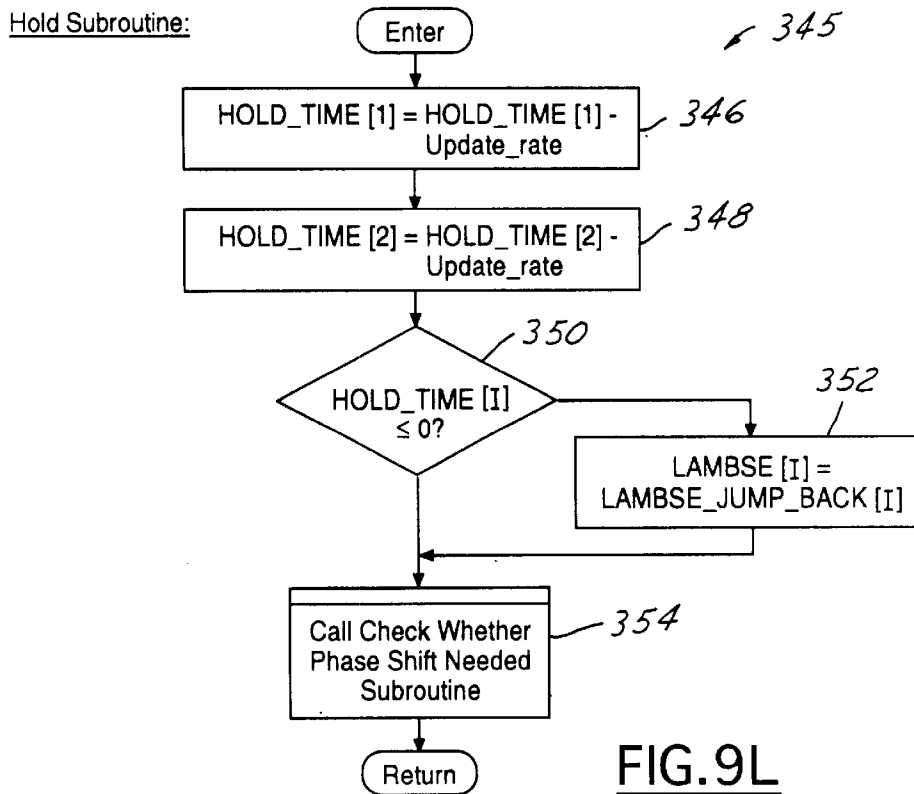 Hold Subroutine:
Enter
345
HOLD_TIME [1] = HOLD_TIME [1] -
Update_rate
346
HOLD_TIME [2] = HOLD_TIME [2] -
Update_rate
348
350
HOLD_TIME [I]
≤ 0?
352
LAMBSE [I] =
LAMBSE_JUMP_BACK [I]
Call Check Whether
Phase Shift Needed
Subroutine
354
Return
FIG.9L